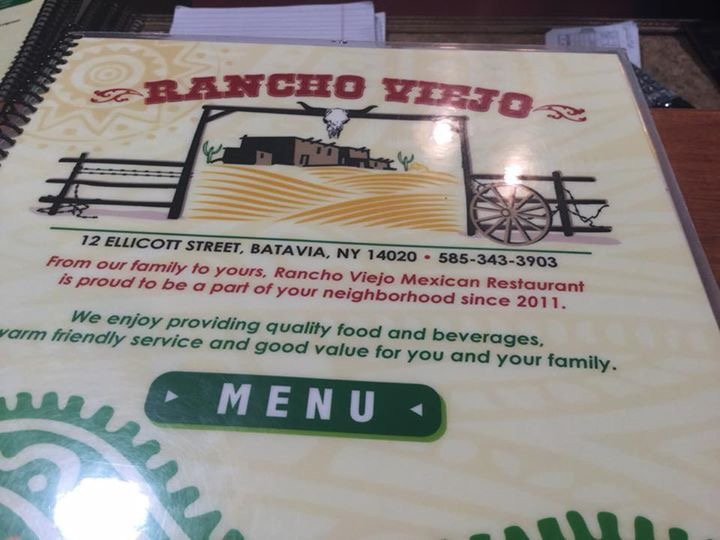 RANCHO VIEJO
12 ELLICOTT STREET, BATAVIA, NY 14020 • 585-343-3903
From our family to yours, Rancho Viejo Mexican Restaurant
is proud to be a part of your neighborhood since 2011.
We enjoy providing quality food and beverages,
warm friendly service and good value for you and your family.
MENU